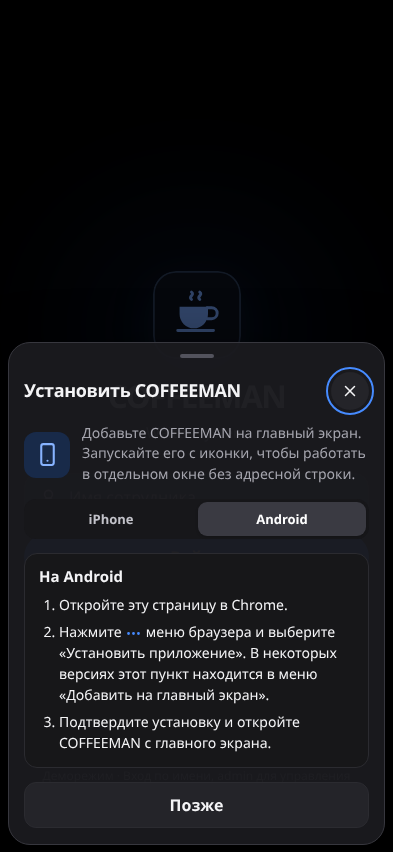 Установить COFFEEMAN
Добавьте COFFEEMAN на главный экран.
Запускайте его с иконки, чтобы работать
в отдельном окне без адресной строки.
iPhone
Android
На Android
1. Откройте эту страницу в Chrome.
2. Нажмите ••• меню браузера и выберите
«Установить приложение». В некоторых
версиях этот пункт находится в меню
«Добавить на главный экран».
3. Подтвердите установку и откройте
COFFEEMAN с главного экрана.
Позже